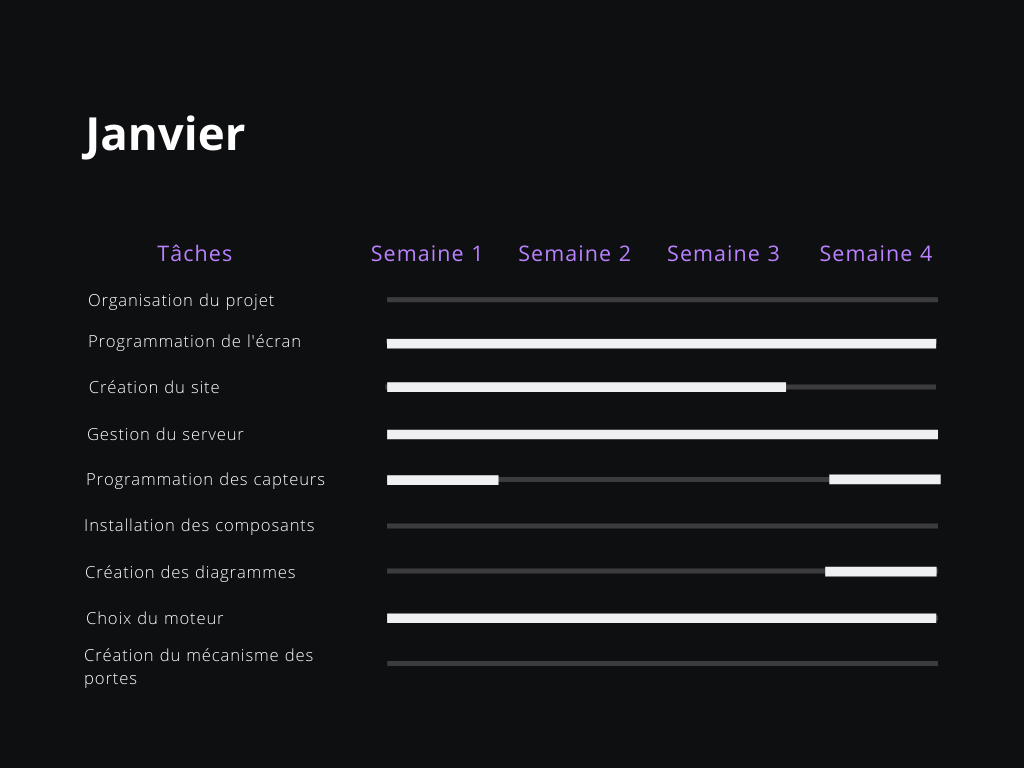 Janvier
Tâches Semaine 1 Semaine 2 Semaine 3 Semaine 4
Organisation du projet
Programmation de l'écran
Création du site
Gestion du serveur
Programmation des capteurs
Installation des composants
Création des diagrammes
Choix du moteur
Création du mécanisme des
portes